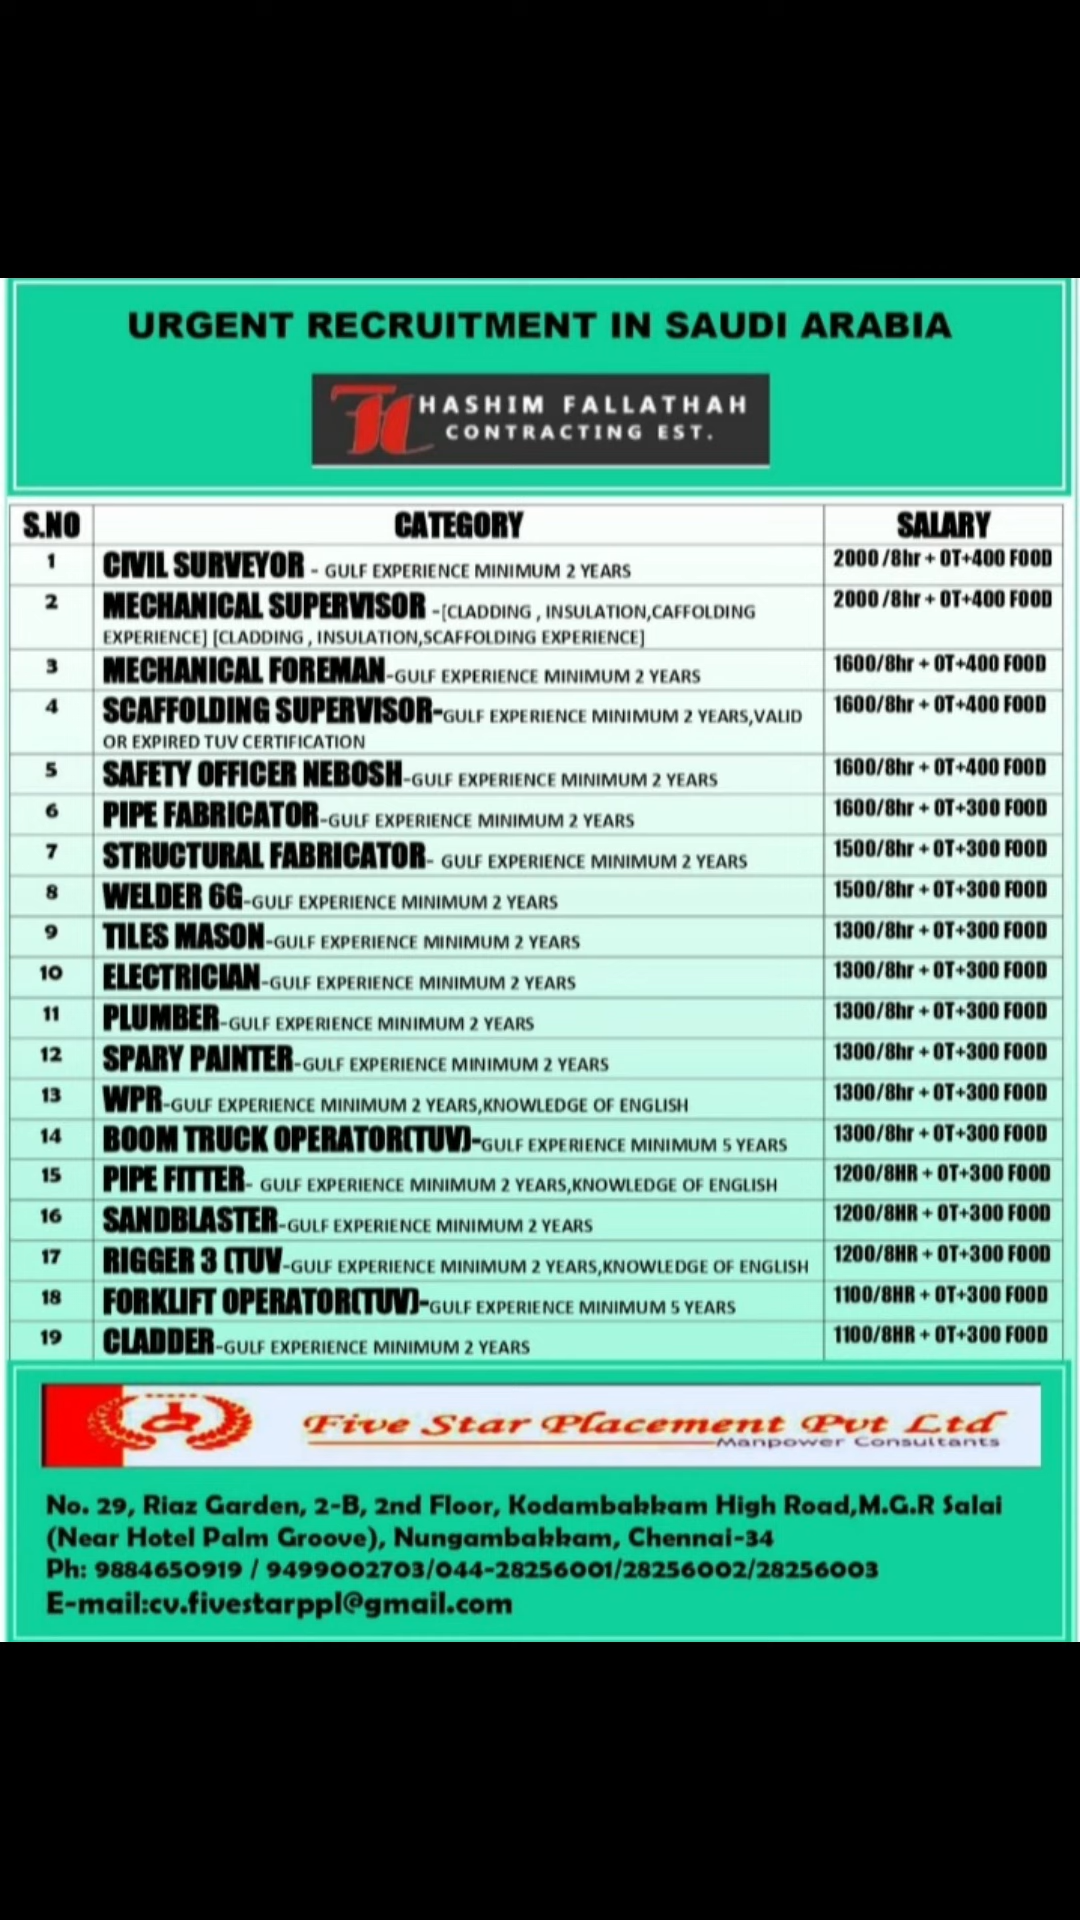 URGENT RECRUITMENT IN SAUDI ARABIA
HASHIM FALLATHAH
CONTRACTING EST.
S.NO CATEGORY SALARY
1 CIVIL SURVEYOR - GULF EXPERIENCE MINIMUM 2 YEARS 2000 /8hr + OT+400 FOOD
2 MECHANICAL SUPERVISOR -[CLADDING , INSULATION,CAFFOLDING 2000 /8hr + OT+400 FOOD
EXPERIENCE] [CLADDING , INSULATION,SCAFFOLDING EXPERIENCE]
3 MECHANICAL FOREMAN-GULF EXPERIENCE MINIMUM 2 YEARS 1600/8hr + OT+400 FOOD
4 SCAFFOLDING SUPERVISOR-GULF EXPERIENCE MINIMUM 2 YEARS,VALID 1600/8hr + OT+400 FOOD
OR EXPIRED TUV CERTIFICATION
5 SAFETY OFFICER NEBOSH-GULF EXPERIENCE MINIMUM 2 YEARS 1600/8hr + OT+400 FOOD
6 PIPE FABRICATOR-GULF EXPERIENCE MINIMUM 2 YEARS 1600/8hr + OT+300 FOOD
7 STRUCTURAL FABRICATOR- GULF EXPERIENCE MINIMUM 2 YEARS 1500/8hr + OT+300 FOOD
8 WELDER 6G-GULF EXPERIENCE MINIMUM 2 YEARS 1500/8hr + OT+300 FOOD
9 TILES MASON-GULF EXPERIENCE MINIMUM 2 YEARS 1300/8hr + OT+300 FOOD
10 ELECTRICIAN-GULF EXPERIENCE MINIMUM 2 YEARS 1300/8hr + OT+300 FOOD
11 PLUMBER-GULF EXPERIENCE MINIMUM 2 YEARS 1300/8hr + OT+300 FOOD
12 SPARY PAINTER-GULF EXPERIENCE MINIMUM 2 YEARS 1300/8hr + OT+300 FOOD
13 WPR-GULF EXPERIENCE MINIMUM 2 YEARS,KNOWLEDGE OF ENGLISH 1300/8hr + OT+300 FOOD
14 BOOM TRUCK OPERATOR(TUV)-GULF EXPERIENCE MINIMUM 5 YEARS 1300/8hr + OT+300 FOOD
15 PIPE FITTER- GULF EXPERIENCE MINIMUM 2 YEARS,KNOWLEDGE OF ENGLISH 1200/8HR + OT+300 FOOD
16 SANDBLASTER-GULF EXPERIENCE MINIMUM 2 YEARS 1200/8HR + OT+300 FOOD
17 RIGGER 3 (TUV-GULF EXPERIENCE MINIMUM 2 YEARS,KNOWLEDGE OF ENGLISH 1200/8HR + OT+300 FOOD
18 FORKLIFT OPERATOR(TUV)-GULF EXPERIENCE MINIMUM 5 YEARS 1100/8HR + OT+300 FOOD
19 CLADDER-GULF EXPERIENCE MINIMUM 2 YEARS 1100/8HR + OT+300 FOOD
Five Star Placement Pvt Ltd
Manpower Consultants
No. 29, Riaz Garden, 2-B, 2nd Floor, Kodambakkam High Road,M.G.R Salai
(Near Hotel Palm Groove), Nungambakkam, Chennai-34
Ph: 9884650919 / 9499002703/044-28256001/28256002/28256003
E-mail:cv.fivestarppl@gmail.com